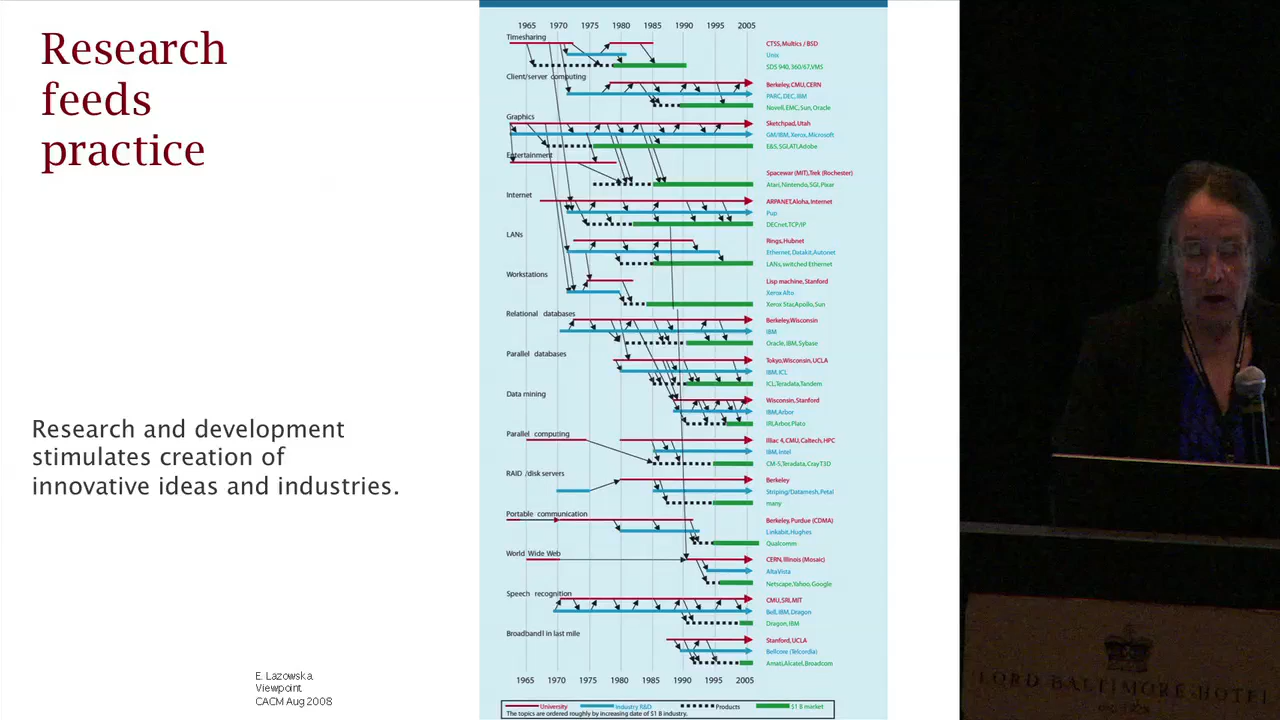 Research
feeds
practice
Research and development
stimulates creation of
innovative ideas and industries.
E. Lazowska
Viewpoint
CACM Aug 2008
1965 1970 1975 1980 1985 1990 1995 2005
Timesharing
CTSS, Multics / BSD
Unix
SDS 940, 360/67, VMS
Client/server computing
Berkeley, CMU, CERN
PARC, DEC, IBM
Novell, EMC, Sun, Oracle
Graphics
Sketchpad, Utah
GM/IBM, Xerox, Microsoft
E&S, SGI, ATI, Adobe
Entertainment
Spacewar (MIT), Trek (Rochester)
Atari, Nintendo, SGI, Pixar
Internet
ARPANET, Aloha, Internet
Pup
DECnet, TCP/IP
LANs
Rings, Hubnet
Ethernet, Datakit, Autonet
LANs, switched Ethernet
Workstations
Lisp machine, Stanford
Xerox Alto
Xerox Star, Apollo, Sun
Relational databases
Berkeley, Wisconsin
IBM
Oracle, IBM, Sybase
Parallel databases
Tokyo, Wisconsin, UCLA
IBM, ICL
ICL, Teradata, Tandem
Data mining
Wisconsin, Stanford
IBM, Arbor
IRI, Arbor, Plato
Parallel computing
Illiac 4, CMU, Caltech, HPC
IBM, Intel
CM-5, Teradata, Cray T3D
RAID /disk servers
Berkeley
Striping/Datamesh, Petal
many
Portable communication
Berkeley, Purdue (CDMA)
Linkabit, Hughes
Qualcomm
World Wide Web
CERN, Illinois (Mosaic)
AltaVista
Netscape, Yahoo, Google
Speech recognition
CMU, SRI, MIT
Bell, IBM, Dragon
Dragon, IBM
Broadband in last mile
Stanford, UCLA
Bellcore (Telcordia)
Amati, Alcatel, Broadcom
1965 1970 1975 1980 1985 1990 1995 2005
University Industry R&D Products $1 B market
The topics are ordered roughly by increasing date of $1 B industry.
LORD BALTIMORE HOTEL